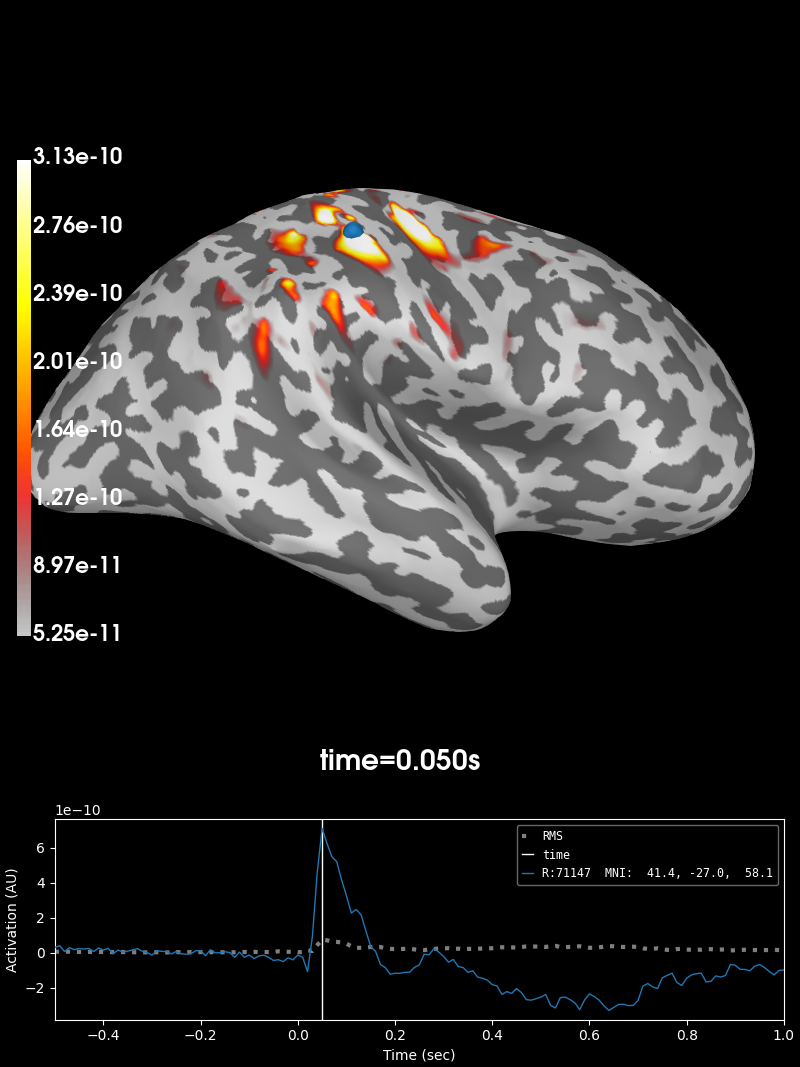 3.13e-10
2.76e-10
2.39e-10
2.01e-10
1.64e-10
1.27e-10
8.97e-11
5.25e-11
time=0.050s
1e−10
6
4
2
0
−2
Activation (AU)
RMS
time
R:71147  MNI:  41.4, -27.0,  58.1
−0.4
−0.2
0.0
0.2
0.4
0.6
0.8
1.0
Time (sec)